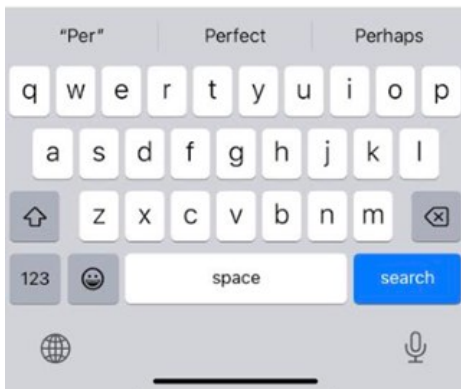 “Per” Perfect Perhaps
q w e r t y u i o p
a s d f g h j k l
z x c v b n m
123 space search